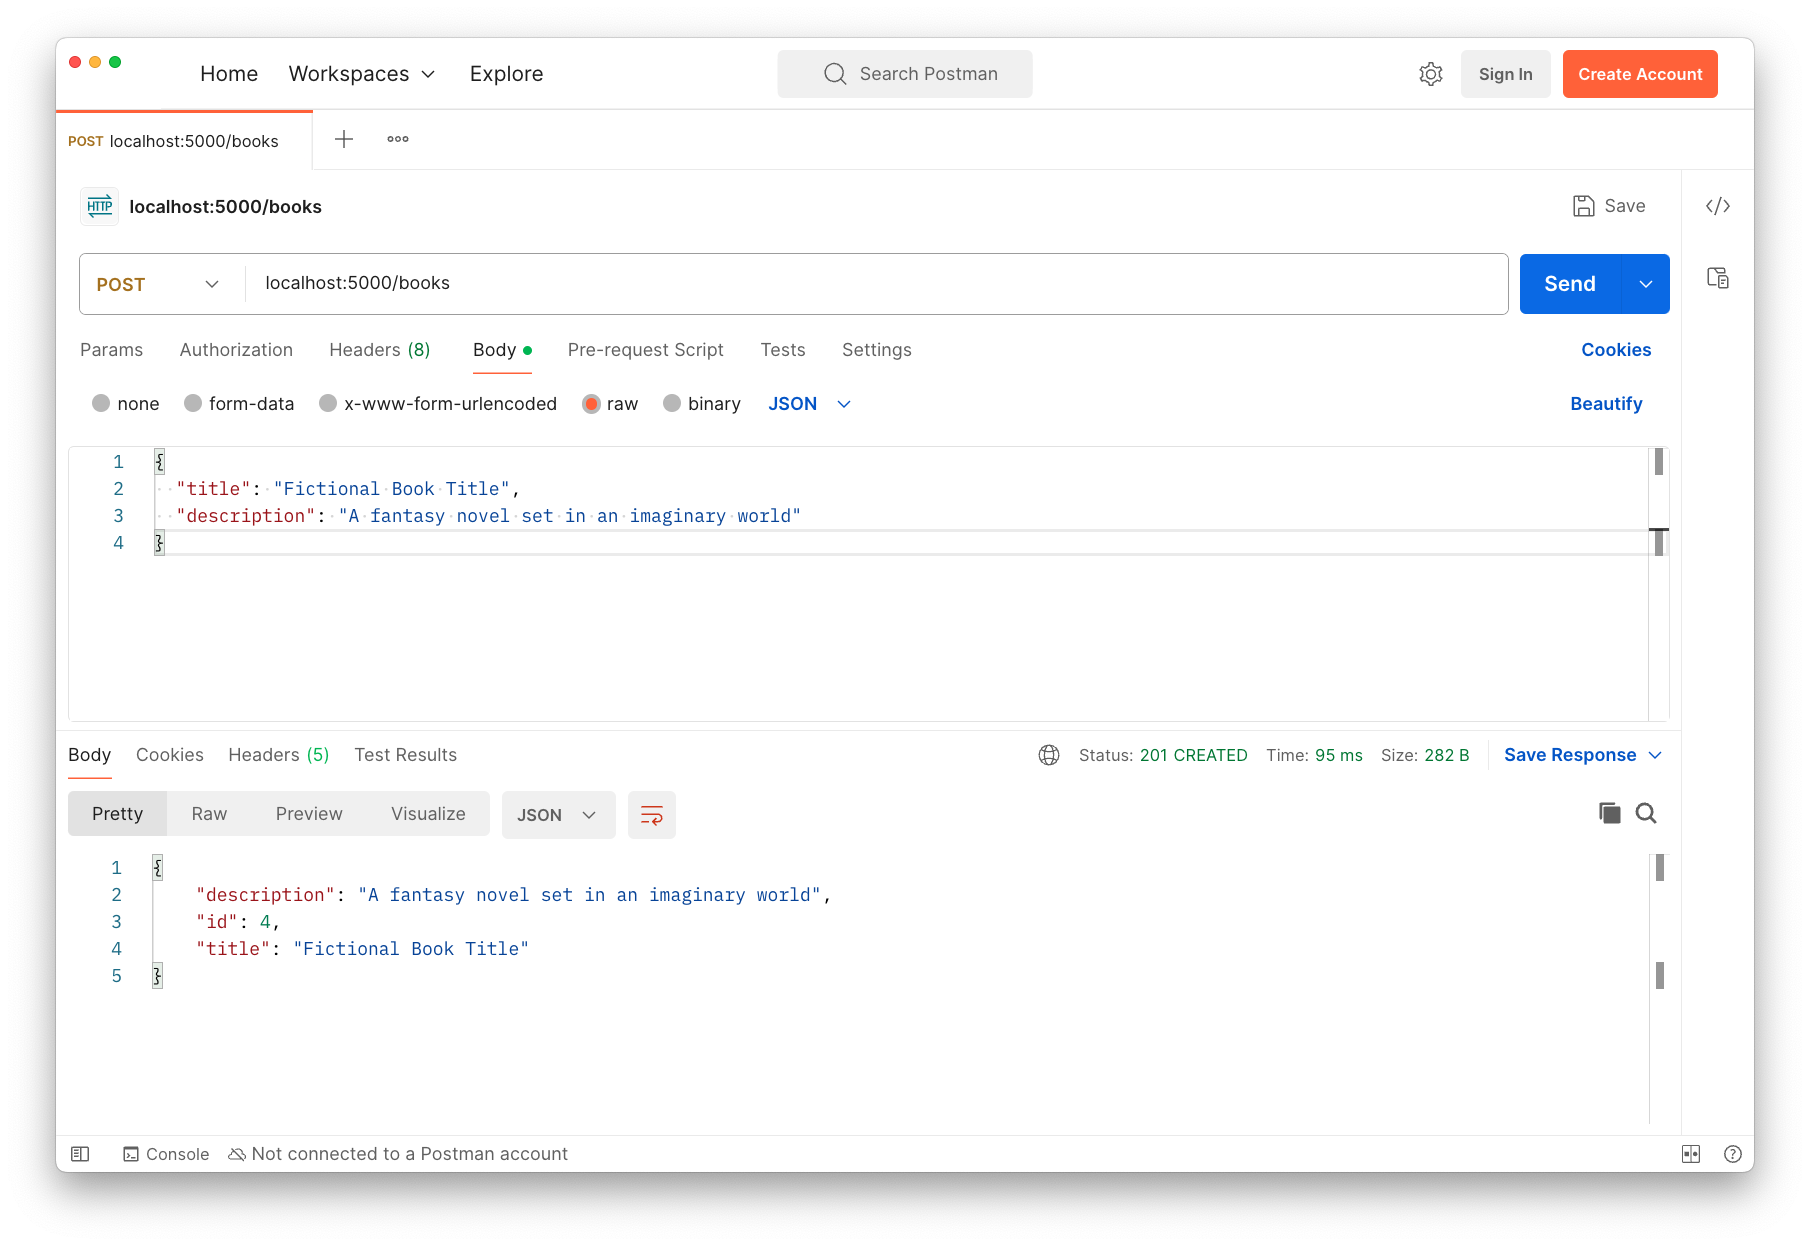 Home Workspaces Explore Search Postman Sign In Create Account
POST localhost:5000/books
HTTP localhost:5000/books Save
POST localhost:5000/books Send
Params Authorization Headers (8) Body Pre-request Script Tests Settings Cookies
none form-data x-www-form-urlencoded raw binary JSON Beautify
1 {
2 "title": "Fictional Book Title",
3 "description": "A fantasy novel set in an imaginary world"
4 }
Body Cookies Headers (5) Test Results Status: 201 CREATED Time: 95 ms Size: 282 B Save Response
Pretty Raw Preview Visualize JSON
1 {
2 "description": "A fantasy novel set in an imaginary world",
3 "id": 4,
4 "title": "Fictional Book Title"
5 }
Console Not connected to a Postman account